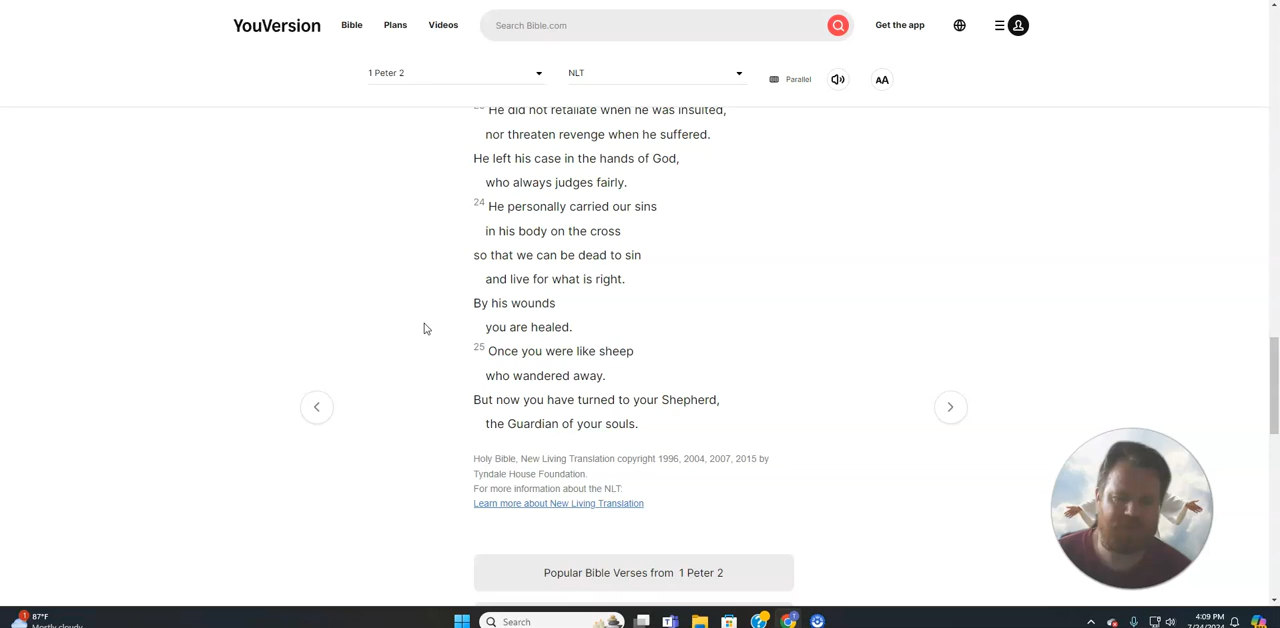 YouVersion Bible Plans Videos Search Bible.com Get the app
1 Peter 2 NLT Parallel AA
23 He did not retaliate when he was insulted,
nor threaten revenge when he suffered.
He left his case in the hands of God,
who always judges fairly.
24 He personally carried our sins
in his body on the cross
so that we can be dead to sin
and live for what is right.
By his wounds
you are healed.
25 Once you were like sheep
who wandered away.
But now you have turned to your Shepherd,
the Guardian of your souls.
Holy Bible, New Living Translation copyright 1996, 2004, 2007, 2015 by
Tyndale House Foundation.
For more information about the NLT:
Learn more about New Living Translation
Popular Bible Verses from 1 Peter 2
1 87°F
Mostly cloudy
Search
4:09 PM
7/24/2024